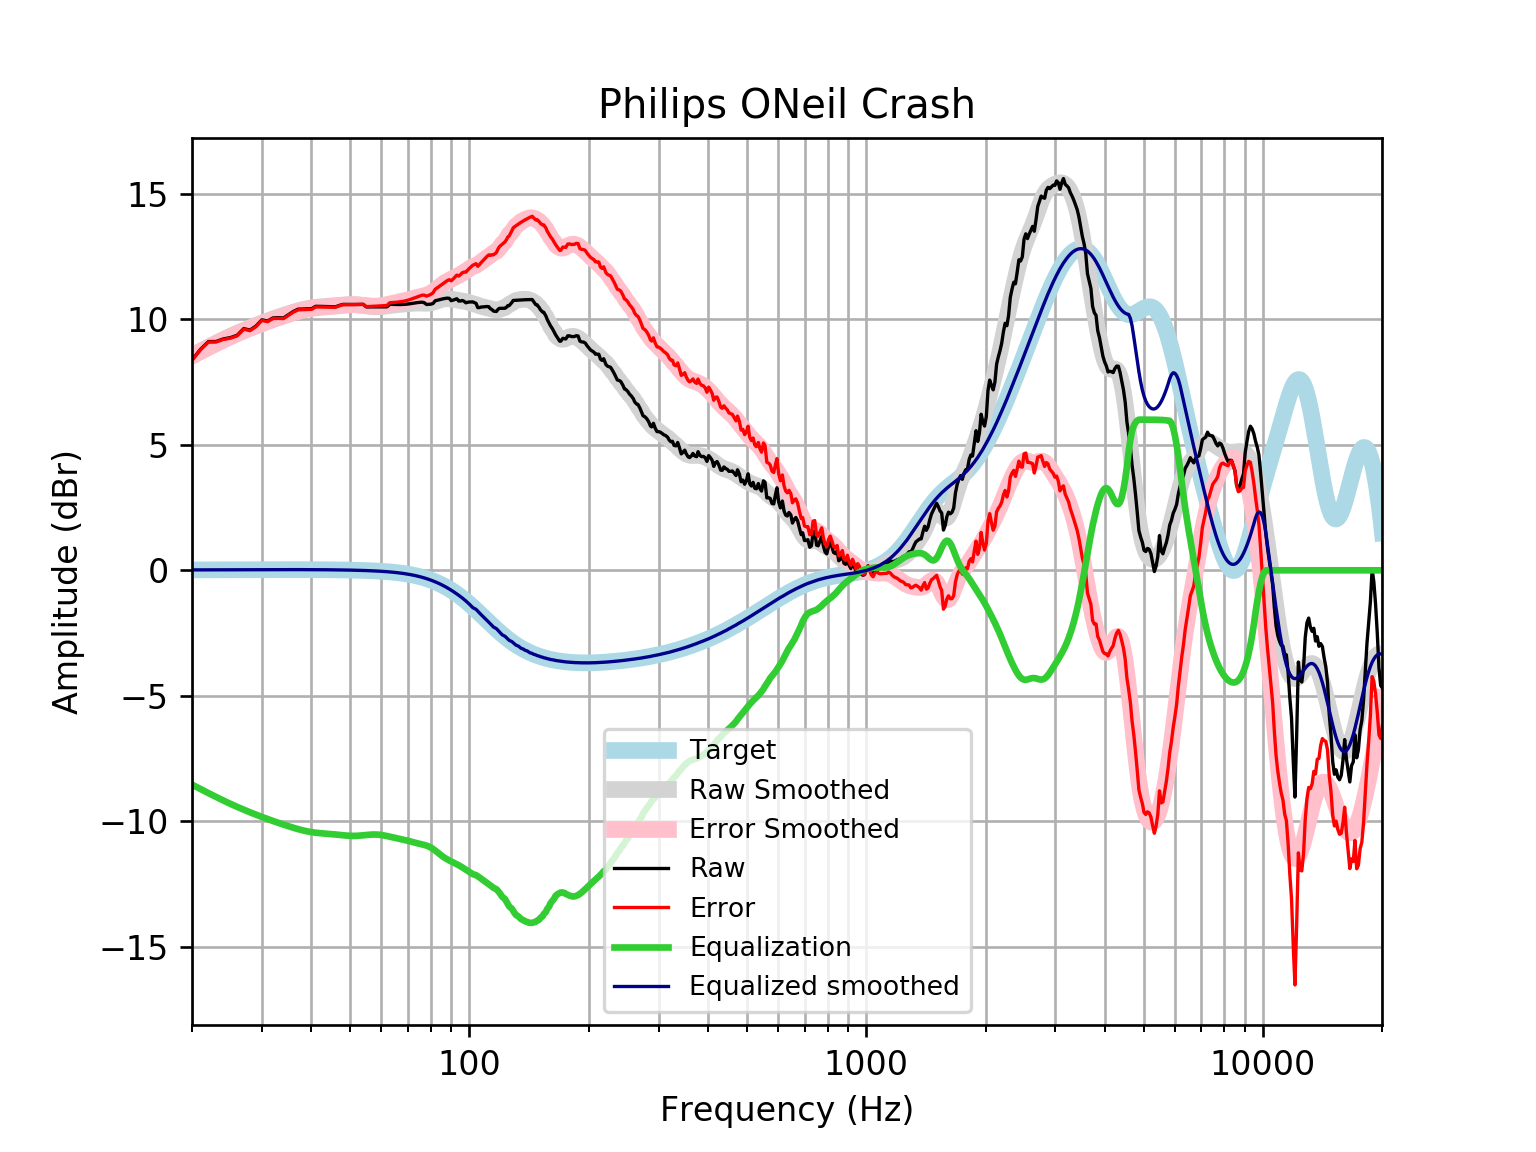 Philips ONeil Crash
15
10
5
0
−5
−10
−15
Amplitude (dBr)
Target
Raw Smoothed
Error Smoothed
Raw
Error
Equalization
Equalized smoothed
100
1000
10000
Frequency (Hz)